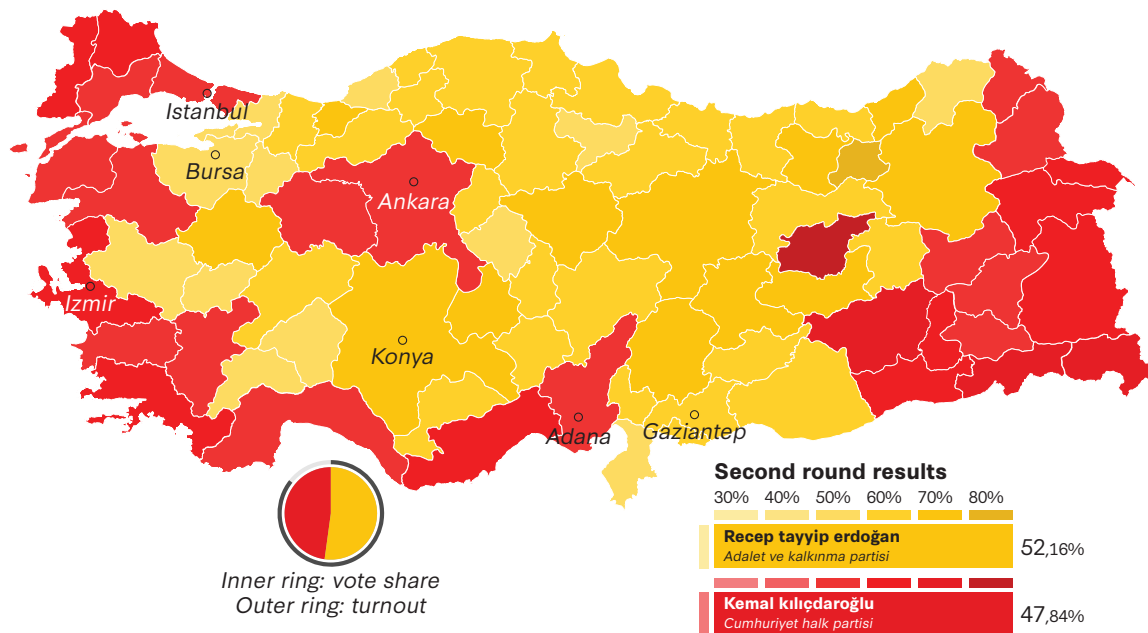 Istanbul
Bursa
Ankara
Izmir
Konya
Adana
Gaziantep
Inner ring: vote share
Outer ring: turnout
Second round results
30% 40% 50% 60% 70% 80%
Recep tayyip erdoğan
Adalet ve kalkınma partisi
52,16%
Kemal kılıçdaroğlu
Cumhuriyet halk partisi
47,84%